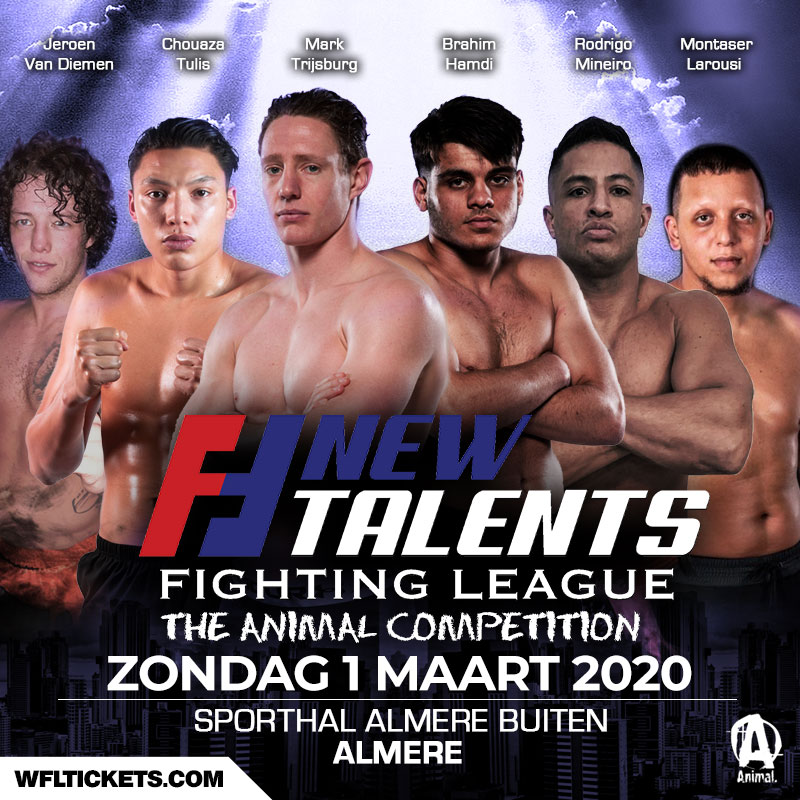 Jeroen
Van Diemen
Chouaza
Tulis
Mark
Trijsburg
Brahim
Hamdi
Rodrigo
Mineiro
Montaser
Larousi
NEW
TALENTS
FIGHTING LEAGUE
THE ANIMAL COMPETITION
ZONDAG 1 MAART 2020
SPORTHAL ALMERE BUITEN
ALMERE
WFLTICKETS.COM
A
Animal.